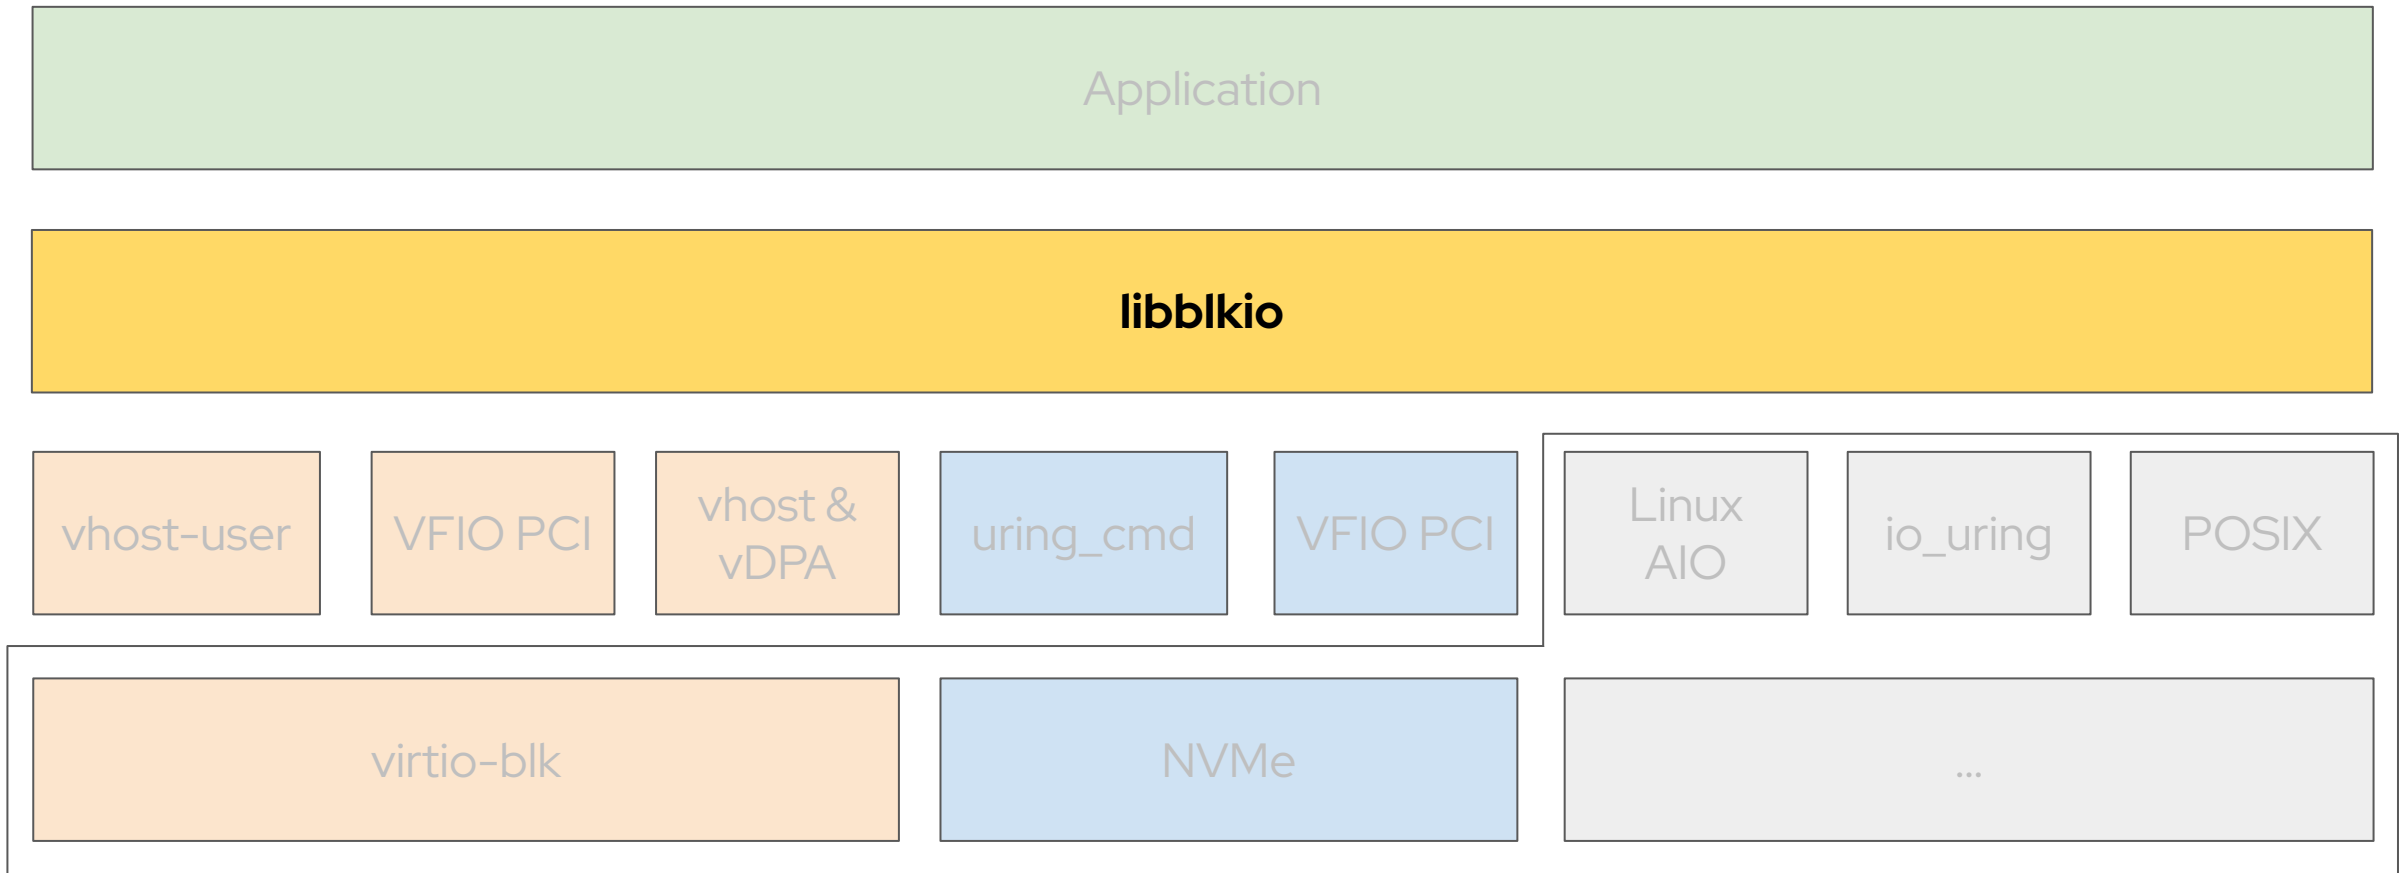 Application
libblkio
vhost-user
VFIO PCI
vhost &
vDPA
uring_cmd
VFIO PCI
Linux
AIO
io_uring
POSIX
virtio-blk
NVMe
...